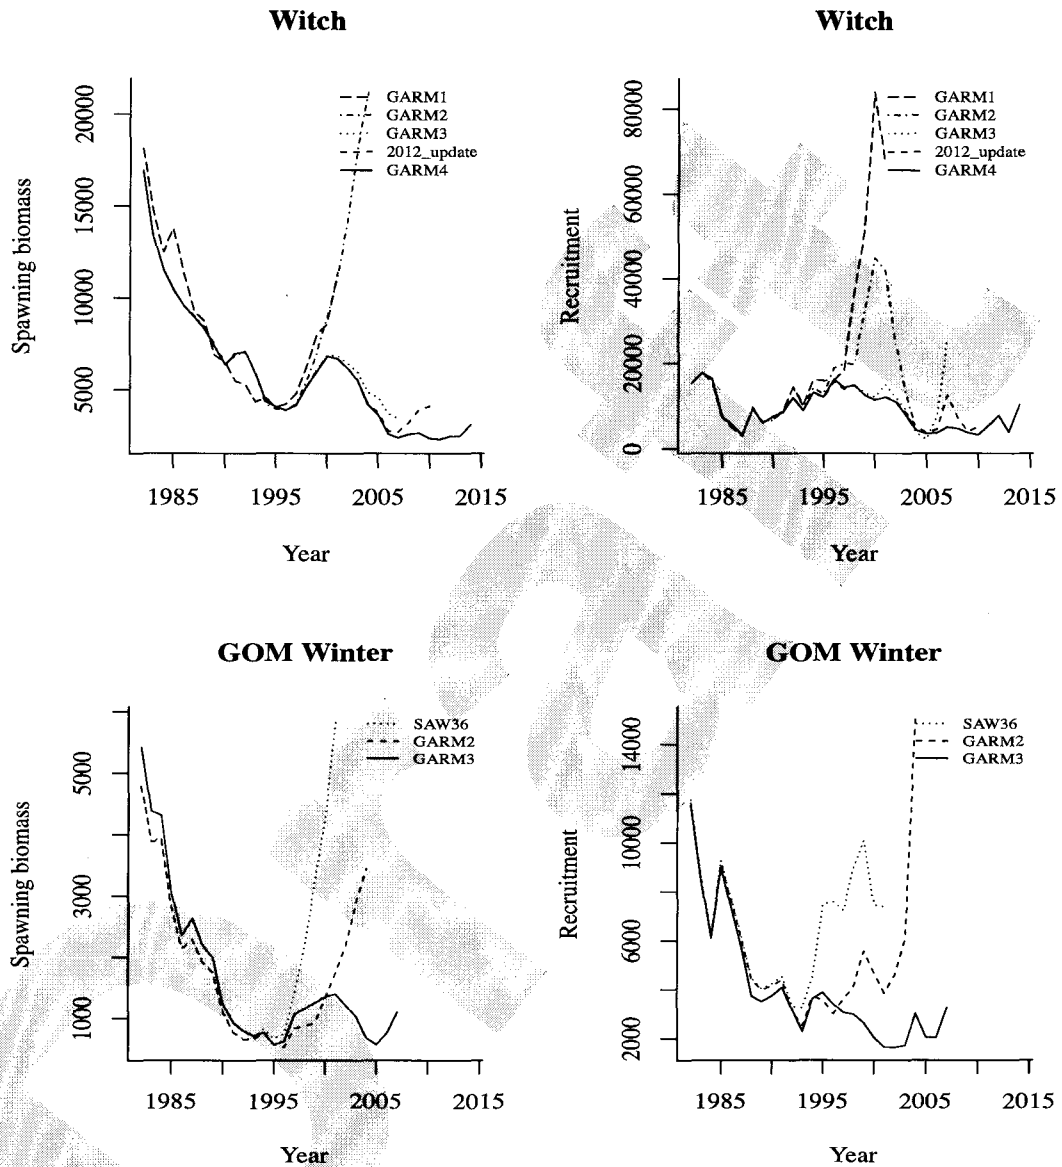 Witch
Spawning biomass
20000
15000
10000
5000
GARM1
GARM2
GARM3
2012_update
GARM4
1985
1995
2005
2015
Year
Witch
Recruitment
80000
60000
40000
20000
0
GARM1
GARM2
GARM3
2012_update
GARM4
1985
1995
2005
2015
Year
GOM Winter
Spawning biomass
5000
3000
1000
SAW36
GARM2
GARM3
1985
1995
2005
2015
Year
GOM Winter
Recruitment
14000
10000
6000
2000
SAW36
GARM2
GARM3
1985
1995
2005
2015
Year